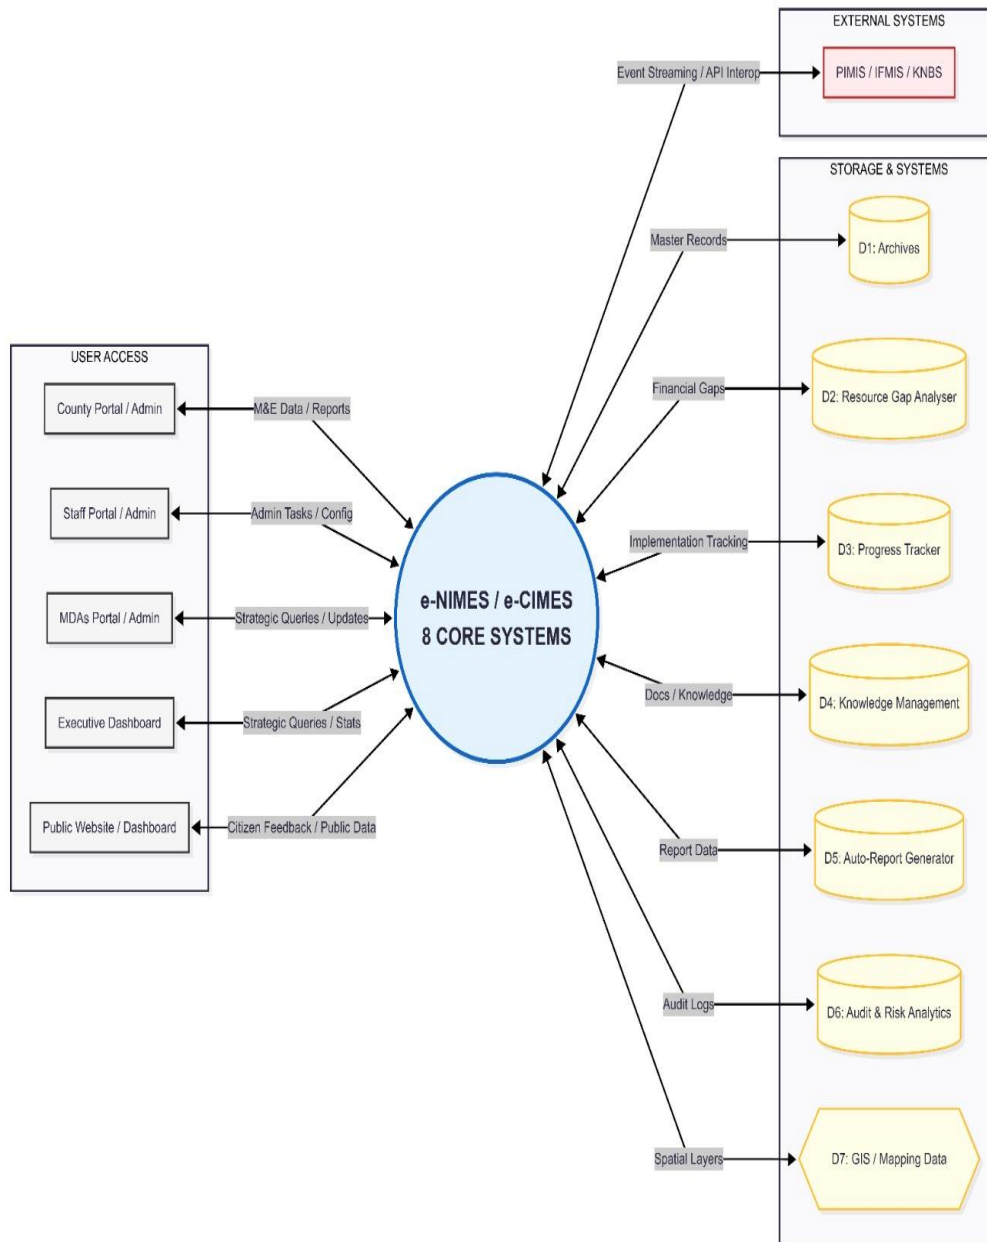 EXTERNAL SYSTEMS
Event Streaming / API Interop
PIMIS / IFMIS / KNBS
STORAGE & SYSTEMS
Master Records
D1: Archives
USER ACCESS
County Portal / Admin
M&E Data / Reports
Financial Gaps
D2: Resource Gap Analyser
Staff Portal / Admin
Admin Tasks / Config
Implementation Tracking
D3: Progress Tracker
e-NIMES / e-CIMES
8 CORE SYSTEMS
MDAs Portal / Admin
Strategic Queries / Updates
Docs / Knowledge
D4: Knowledge Management
Executive Dashboard
Strategic Queries / Stats
Public Website / Dashboard
Citizen Feedback / Public Data
Report Data
D5: Auto-Report Generator
Audit Logs
D6: Audit & Risk Analytics
Spatial Layers
D7: GIS / Mapping Data